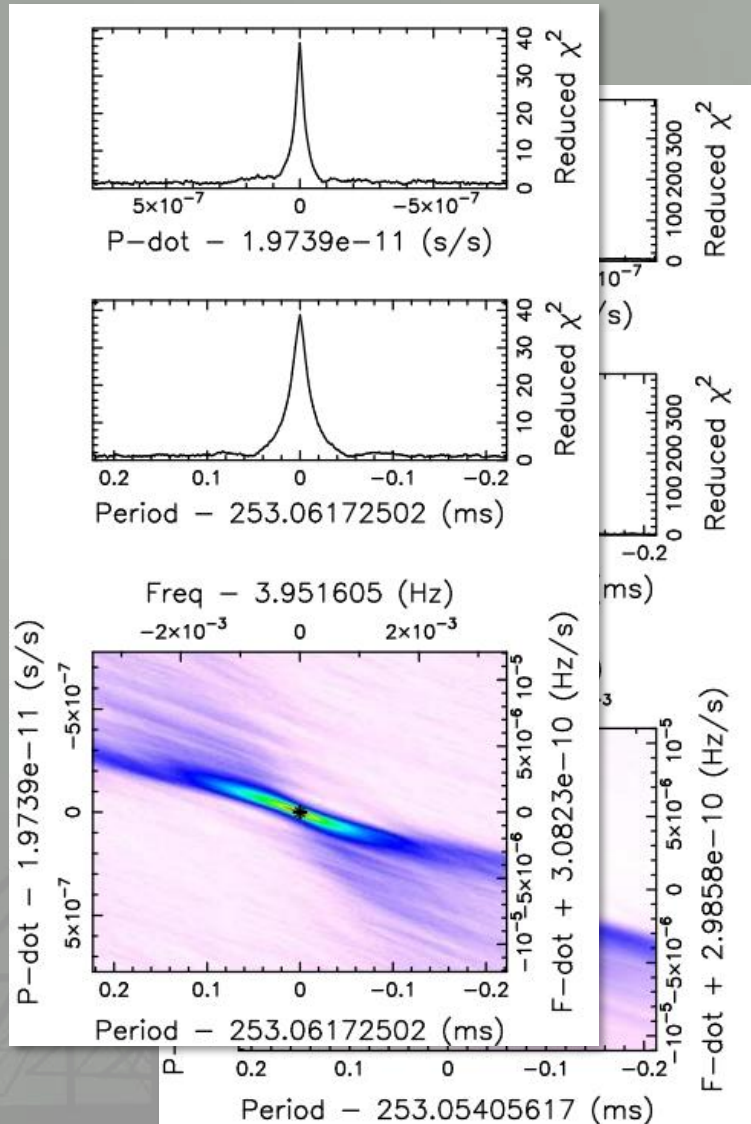 0 10 20 30 40
Reduced χ²
5×10⁻⁷ 0 −5×10⁻⁷
P−dot − 1.9739e−11 (s/s)
0 10 20 30 40
Reduced χ²
0.2 0.1 0 −0.1 −0.2
Period − 253.06172502 (ms)
Freq − 3.951605 (Hz)
−2×10⁻³ 0 2×10⁻³
P−dot − 1.9739e−11 (s/s)
−5×10⁻⁷ 0 5×10⁻⁷
−10⁻⁵ −5×10⁻⁶ 0 5×10⁻⁶ 10⁻⁵
F−dot + 3.0823e−10 (Hz/s)
0.2 0.1 0 −0.1 −0.2
Period − 253.06172502 (ms)
0 100 200 300
Reduced χ²
10⁻⁷
/s)
0 100 200 300
Reduced χ²
−0.2
ms)
)
3
−10⁻⁵ −5×10⁻⁶ 0 5×10⁻⁶ 10⁻⁵
F−dot + 2.9858e−10 (Hz/s)
P
0.2 0.1 0 −0.1 −0.2
Period − 253.05405617 (ms)